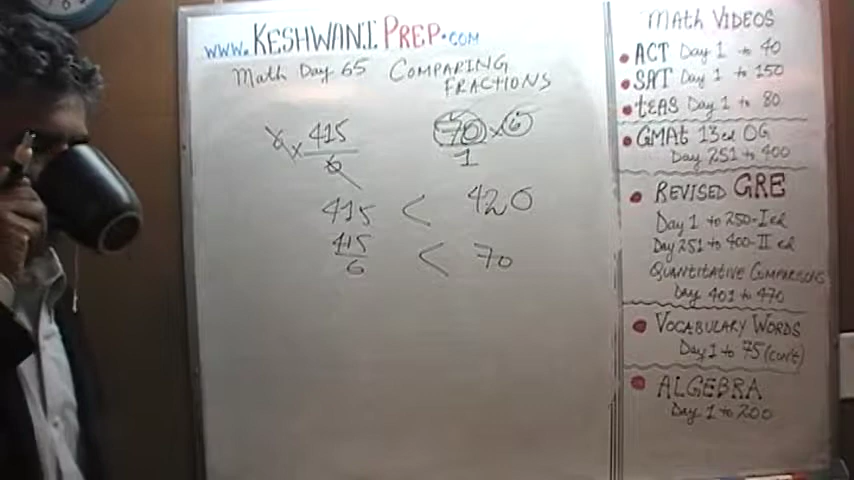 www.KESHWANI PREP.COM
Math Day 65 COMPARING FRACTIONS
6 x 415/6 70/1 x 6
415 < 420
415/6 < 70
MATH VIDEOS
• ACT Day 1 to 40
• SAT Day 1 to 150
• tEAS Day 1 to 80
• GMAt 13ed OG
Day 251 to 400
• REVISED GRE
Day 1 to 250-I ed
Day 251 to 400-II ed
QUANTITATIVE COMPARISONS
Day 401 to 470
• VOCABULARY WORDS
Day 1 to 75 (con't)
• ALGEBRA
Day 1 to 200